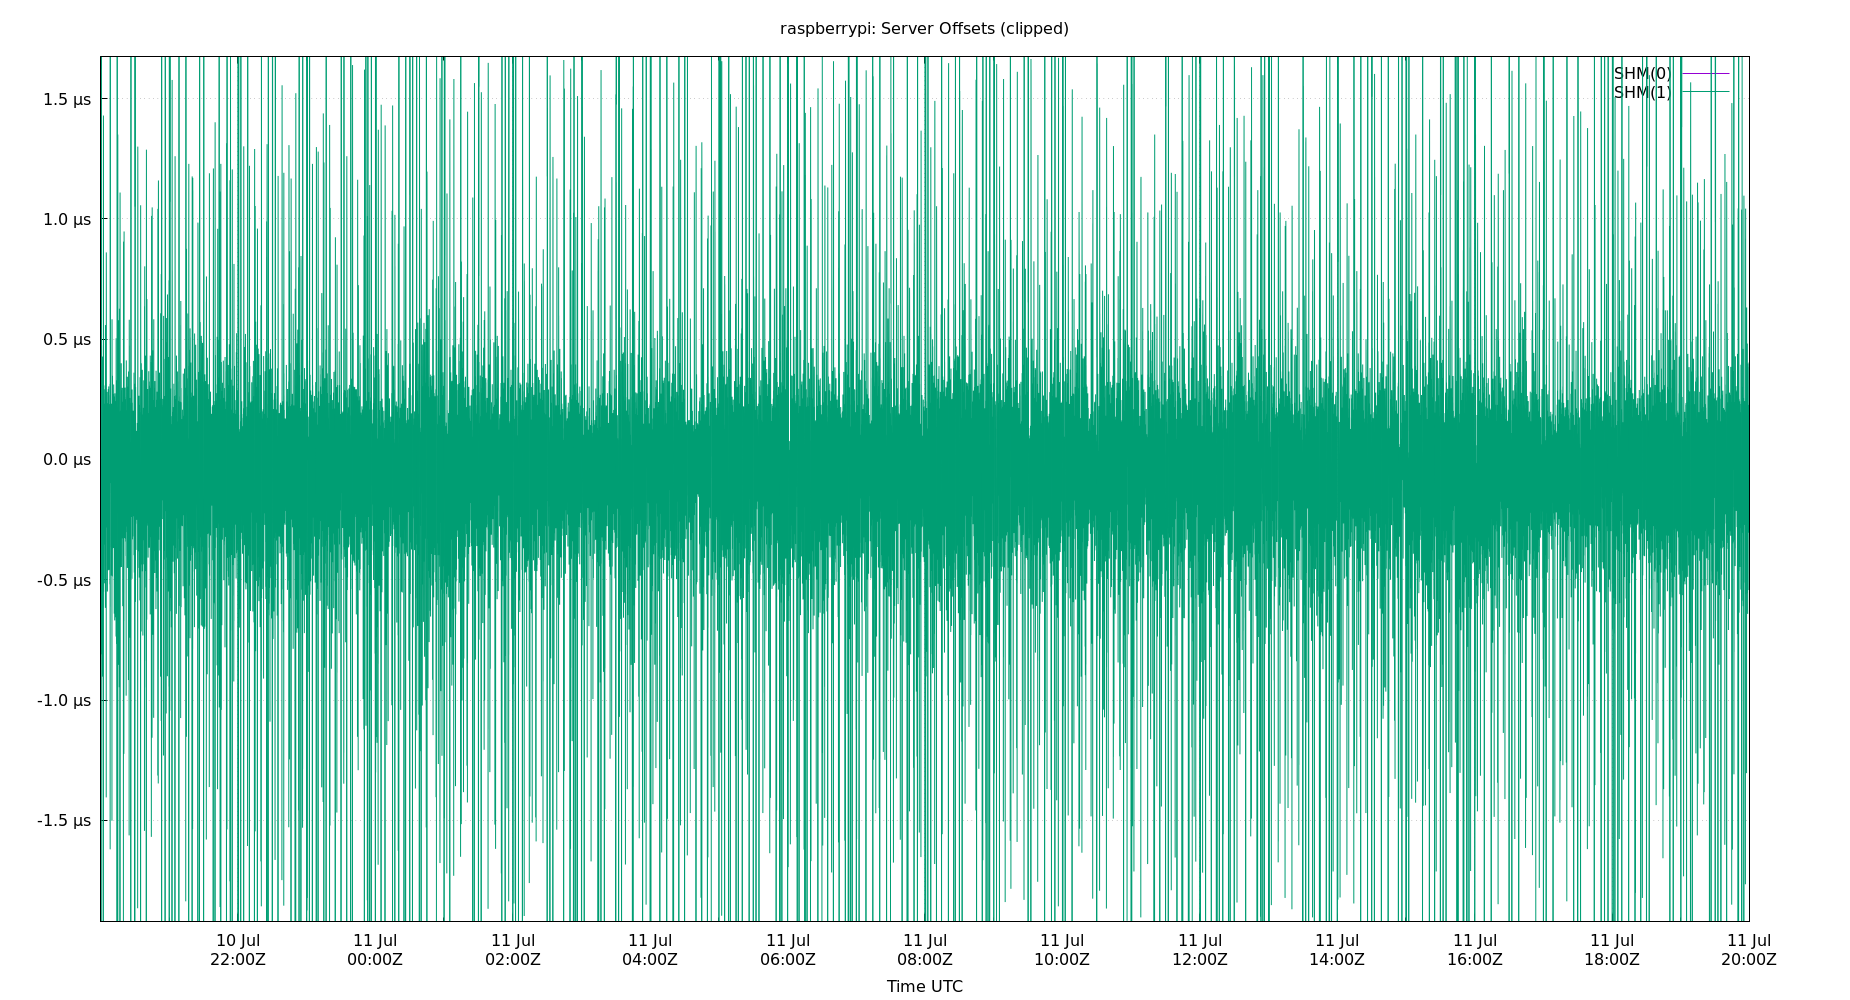 raspberrypi: Server Offsets (clipped)
SHM(0)
SHM(1)
1.5 µs
1.0 µs
0.5 µs
0.0 µs
-0.5 µs
-1.0 µs
-1.5 µs
10 Jul 11 Jul 11 Jul 11 Jul 11 Jul 11 Jul 11 Jul 11 Jul 11 Jul 11 Jul 11 Jul 11 Jul
22:00Z 00:00Z 02:00Z 04:00Z 06:00Z 08:00Z 10:00Z 12:00Z 14:00Z 16:00Z 18:00Z 20:00Z
Time UTC